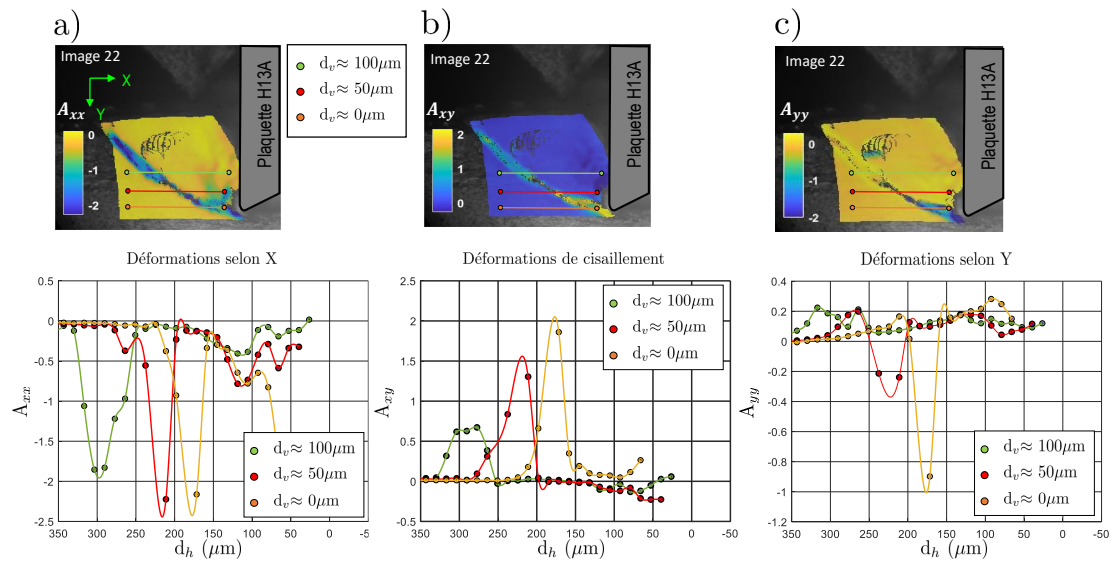 a)
b)
c)
Image 22
X
Y
A_xx
0
-1
-2
Plaquette H13A
d_v≈ 100μm
d_v≈ 50μm
d_v≈ 0μm
Image 22
A_xy
2
1
0
Plaquette H13A
Image 22
A_yy
0
-1
-2
Plaquette H13A
Déformations selon X
0.5
0
-0.5
-1
-1.5
-2
-2.5
A_xx
350 300 250 200 150 100 50 0 -50
d_h (μm)
d_v≈ 100μm
d_v≈ 50μm
d_v≈ 0μm
Déformations de cisaillement
2.5
2
1.5
1
0.5
0
-0.5
A_xy
350 300 250 200 150 100 50 0 -50
d_h (μm)
d_v≈ 100μm
d_v≈ 50μm
d_v≈ 0μm
Déformations selon Y
0.4
0.2
0
-0.2
-0.4
-0.6
-0.8
-1
-1.2
A_yy
350 300 250 200 150 100 50 0 -50
d_h (μm)
d_v≈ 100μm
d_v≈ 50μm
d_v≈ 0μm